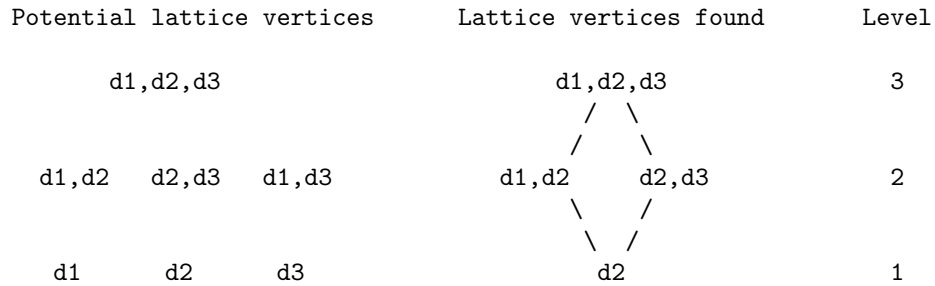 Potential lattice vertices Lattice vertices found Level
d1,d2,d3 d1,d2,d3 3
d1,d2 d2,d3 d1,d3 d1,d2 d2,d3 2
d1 d2 d3 d2 1